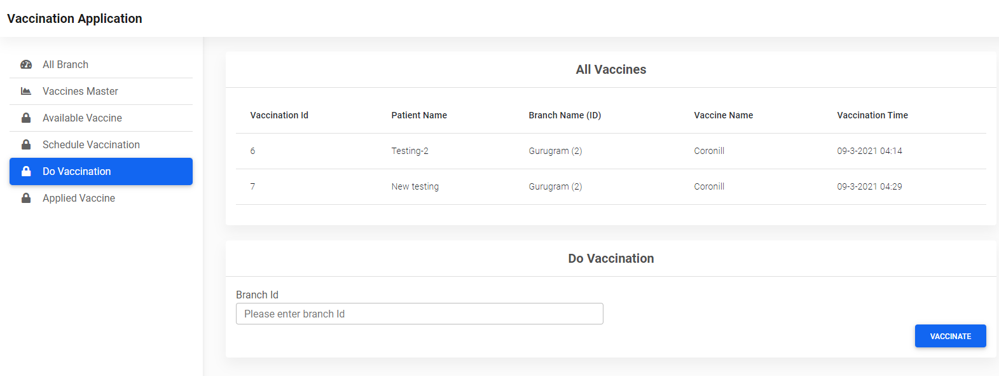 Vaccination Application
All Branch
Vaccines Master
Available Vaccine
Schedule Vaccination
Do Vaccination
Applied Vaccine
All Vaccines
Vaccination Id Patient Name Branch Name (ID) Vaccine Name Vaccination Time
6 Testing-2 Gurugram (2) Coronill 09-3-2021 04:14
7 New testing Gurugram (2) Coronill 09-3-2021 04:29
Do Vaccination
Branch Id
Please enter branch Id
VACCINATE